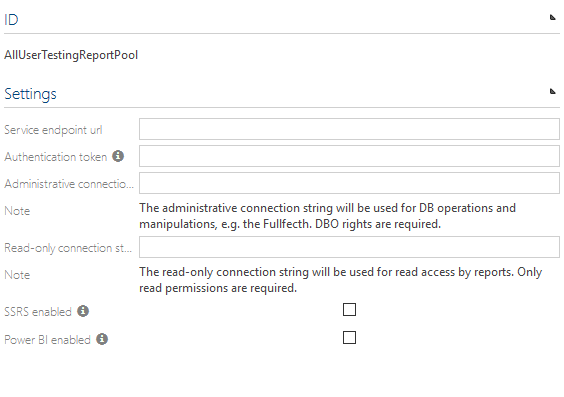 ID
AllUserTestingReportPool
Settings
Service endpoint url
Authentication token
Administrative connectio...
Note
The administrative connection string will be used for DB operations and
manipulations, e.g. the Fullfecth. DBO rights are required.
Read-only connection st...
Note
The read-only connection string will be used for read access by reports. Only
read permissions are required.
SSRS enabled
Power BI enabled